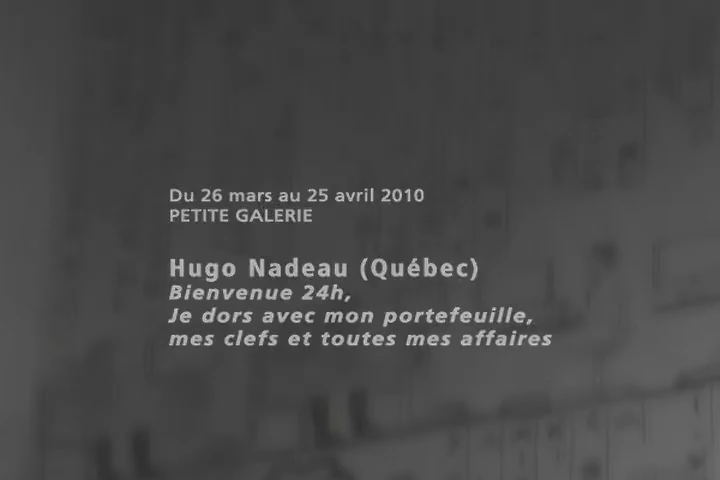 Du 26 mars au 25 avril 2010
PETITE GALERIE
Hugo Nadeau (Québec)
Bienvenue 24h,
Je dors avec mon portefeuille,
mes clefs et toutes mes affaires